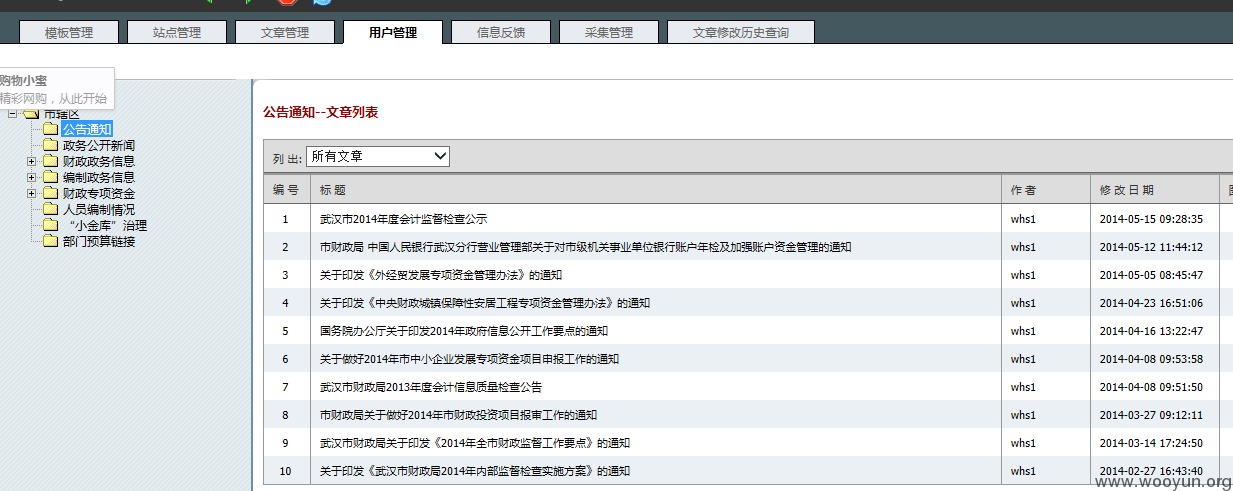 模板管理 站点管理 文章管理 用户管理 信息反馈 采集管理 文章修改历史查询
购物小宝
精彩网购，从此开始
市辖区
公告通知
政务公开新闻
财政政务信息
编制政务信息
财政专项资金
人员编制情况
“小金库”治理
部门预算链接
公告通知--文章列表
列出: 所有文章
编号 标题 作者 修改日期
1 武汉市2014年度会计监督检查公示 whs1 2014-05-15 09:28:35
2 市财政局 中国人民银行武汉分行营业管理部关于对市级机关事业单位银行账户年检及加强账户资金管理的通知 whs1 2014-05-12 11:44:12
3 关于印发《外经贸发展专项资金管理办法》的通知 whs1 2014-05-05 08:45:47
4 关于印发《中央财政城镇保障性安居工程专项资金管理办法》的通知 whs1 2014-04-23 16:51:06
5 国务院办公厅关于印发2014年政府信息公开工作要点的通知 whs1 2014-04-16 13:22:47
6 关于做好2014年市中小企业发展专项资金项目申报工作的通知 whs1 2014-04-08 09:53:58
7 武汉市财政局2013年度会计信息质量检查公告 whs1 2014-04-08 09:51:50
8 市财政局关于做好2014年市财政投资项目报审工作的通知 whs1 2014-03-27 09:12:11
9 武汉市财政局关于印发《2014年全市财政监督工作要点》的通知 whs1 2014-03-14 17:24:50
10 关于印发《武汉市财政局2014年内部监督检查实施方案》的通知 whs1 2014-02-27 16:43:40
www.wooyun.org